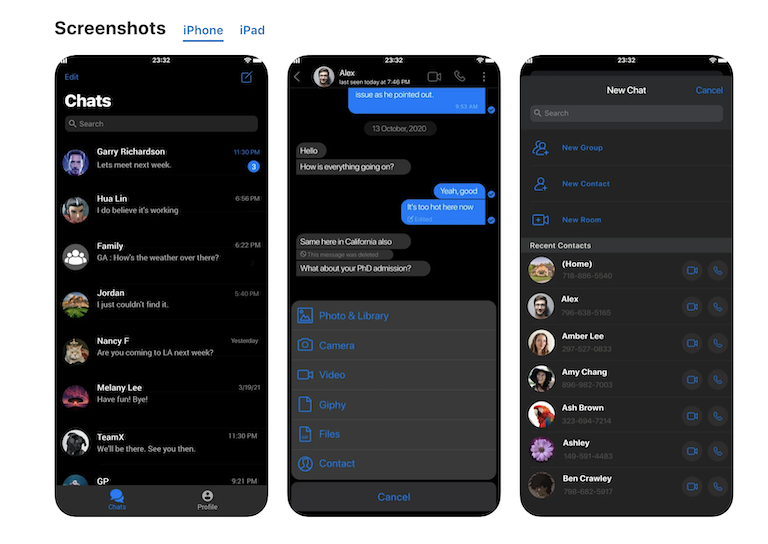 Screenshots iPhone iPad
23:32
Edit
Chats
Search
Garry Richardson 11:30 PM
Lets meet next week. 3
Hua Lin 6:56 PM
I do believe it's working
Family 6:22 PM
GA : How's the weather over there?
Jordan 5:40 PM
I just couldn't find it.
Nancy F Yesterday
Are you coming to LA next week?
Melany Lee 3/19/21
Have fun! Bye!
TeamX 11:30 PM
We'll be there. See you then.
GP 9:21 PM
Chats Profile
23:32
Alex
last seen today at 7:46 PM
issue as he pointed out.
9:53 AM
13 October, 2020
Hello
How is everything going on?
Yeah, good
It's too hot here now
Edited
Same here in California also
This message was deleted
What about your PhD admission?
Photo & Library
Camera
Video
Giphy
Files
Contact
Cancel
23:32
New Chat Cancel
Search
New Group
New Contact
New Room
Recent Contacts
(Home)
718-886-5540
Alex
796-638-5165
Amber Lee
297-527-0833
Amy Chang
896-982-7003
Ash Brown
323-694-7214
Ashley
149-591-4483
Ben Crawley
798-682-5917